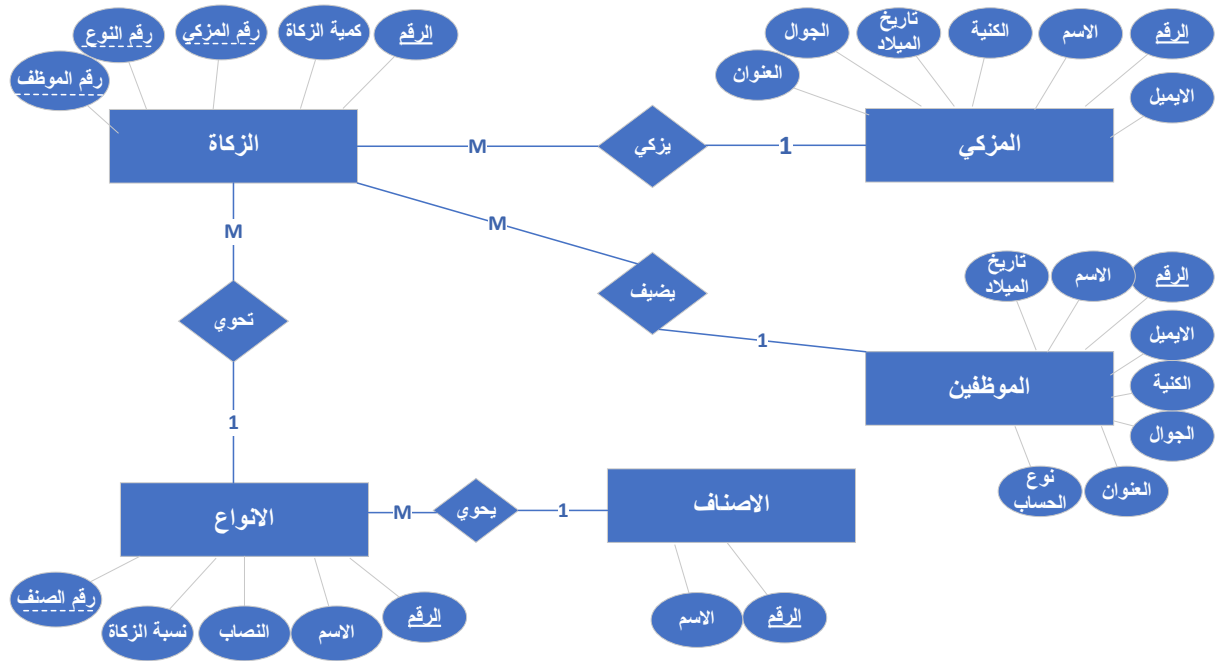 الرقم
الاسم
الكنية
تاريخ
الميلاد
الجوال
العنوان
الايميل
المزكي
1
يزكي
M
الرقم
كمية الزكاة
رقم المزكي
رقم النوع
رقم الموظف
الزكاة
M
يضيف
1
الرقم
الاسم
تاريخ
الميلاد
الايميل
الكنية
الجوال
العنوان
نوع
الحساب
الموظفين
M
تحوي
1
الاصناف
1
يحوي
M
الانواع
الرقم
الاسم
الرقم
الاسم
النصاب
نسبة الزكاة
رقم الصنف